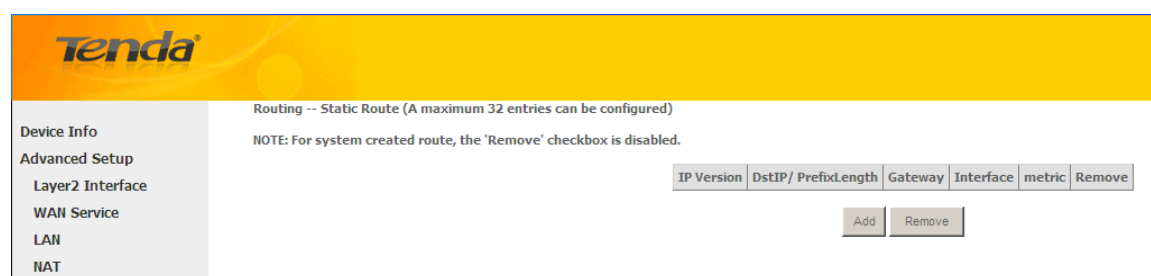 Tenda®
Device Info
Advanced Setup
Layer2 Interface
WAN Service
LAN
NAT
Routing -- Static Route (A maximum 32 entries can be configured)
NOTE: For system created route, the 'Remove' checkbox is disabled.
IP Version DstIP/ PrefixLength Gateway Interface metric Remove
Add Remove